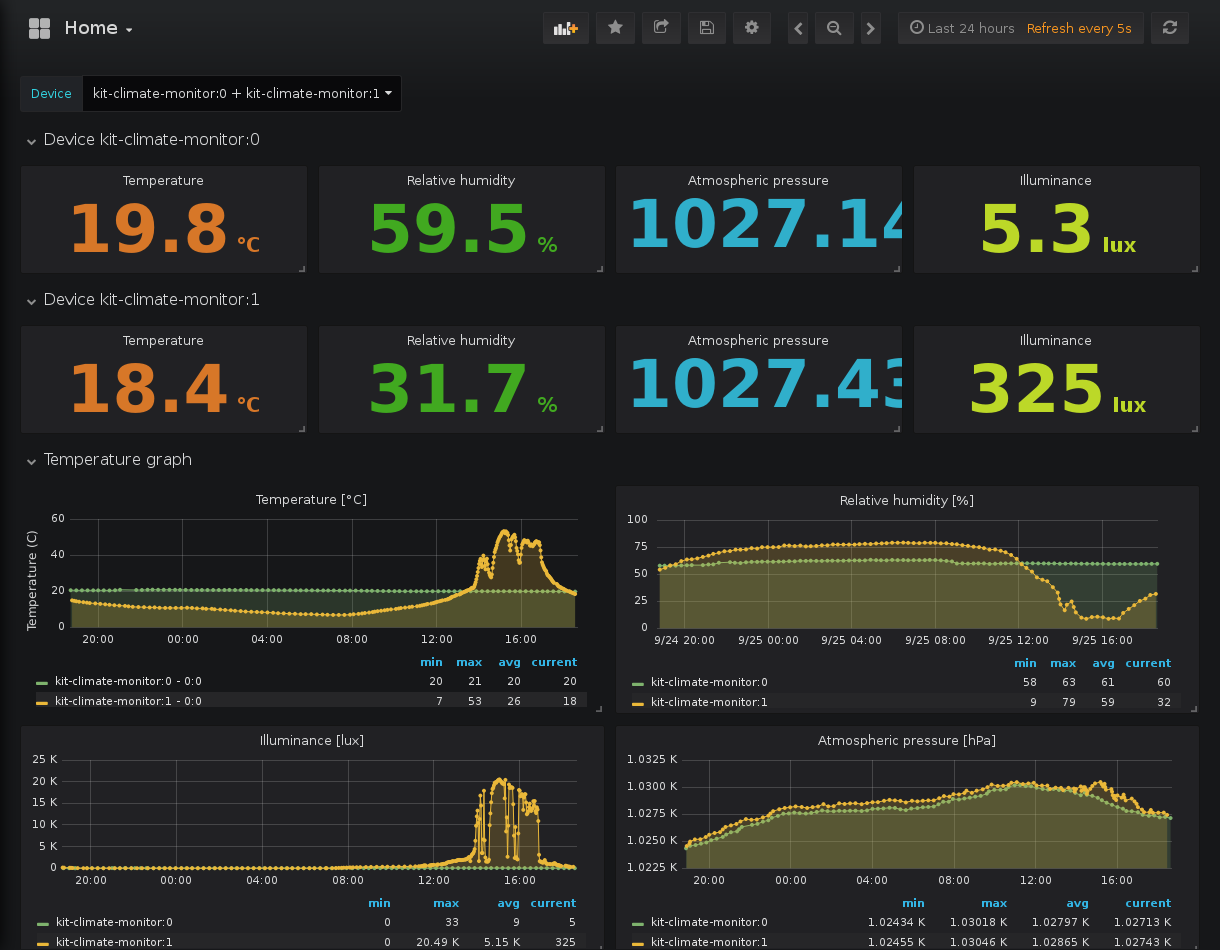 Home
Last 24 hours Refresh every 5s
Device kit-climate-monitor:0 + kit-climate-monitor:1
Device kit-climate-monitor:0
Temperature Relative humidity Atmospheric pressure Illuminance
19.8 °C 59.5 % 1027.14 5.3 lux
Device kit-climate-monitor:1
Temperature Relative humidity Atmospheric pressure Illuminance
18.4 °C 31.7 % 1027.43 325 lux
Temperature graph
Temperature [°C]
Temperature (C)
60
40
20
0
20:00 00:00 04:00 08:00 12:00 16:00
min max avg current
kit-climate-monitor:0 - 0:0 20 21 20 20
kit-climate-monitor:1 - 0:0 7 53 26 18
Relative humidity [%]
100
75
50
25
0
9/24 20:00 9/25 00:00 9/25 04:00 9/25 08:00 9/25 12:00 9/25 16:00
min max avg current
kit-climate-monitor:0 58 63 61 60
kit-climate-monitor:1 9 79 59 32
Illuminance [lux]
25 K
20 K
15 K
10 K
5 K
0
20:00 00:00 04:00 08:00 12:00 16:00
min max avg current
kit-climate-monitor:0 0 33 9 5
kit-climate-monitor:1 0 20.49 K 5.15 K 325
Atmospheric pressure [hPa]
1.0325 K
1.0300 K
1.0275 K
1.0250 K
1.0225 K
20:00 00:00 04:00 08:00 12:00 16:00
min max avg current
kit-climate-monitor:0 1.02434 K 1.03018 K 1.02797 K 1.02713 K
kit-climate-monitor:1 1.02455 K 1.03046 K 1.02865 K 1.02743 K